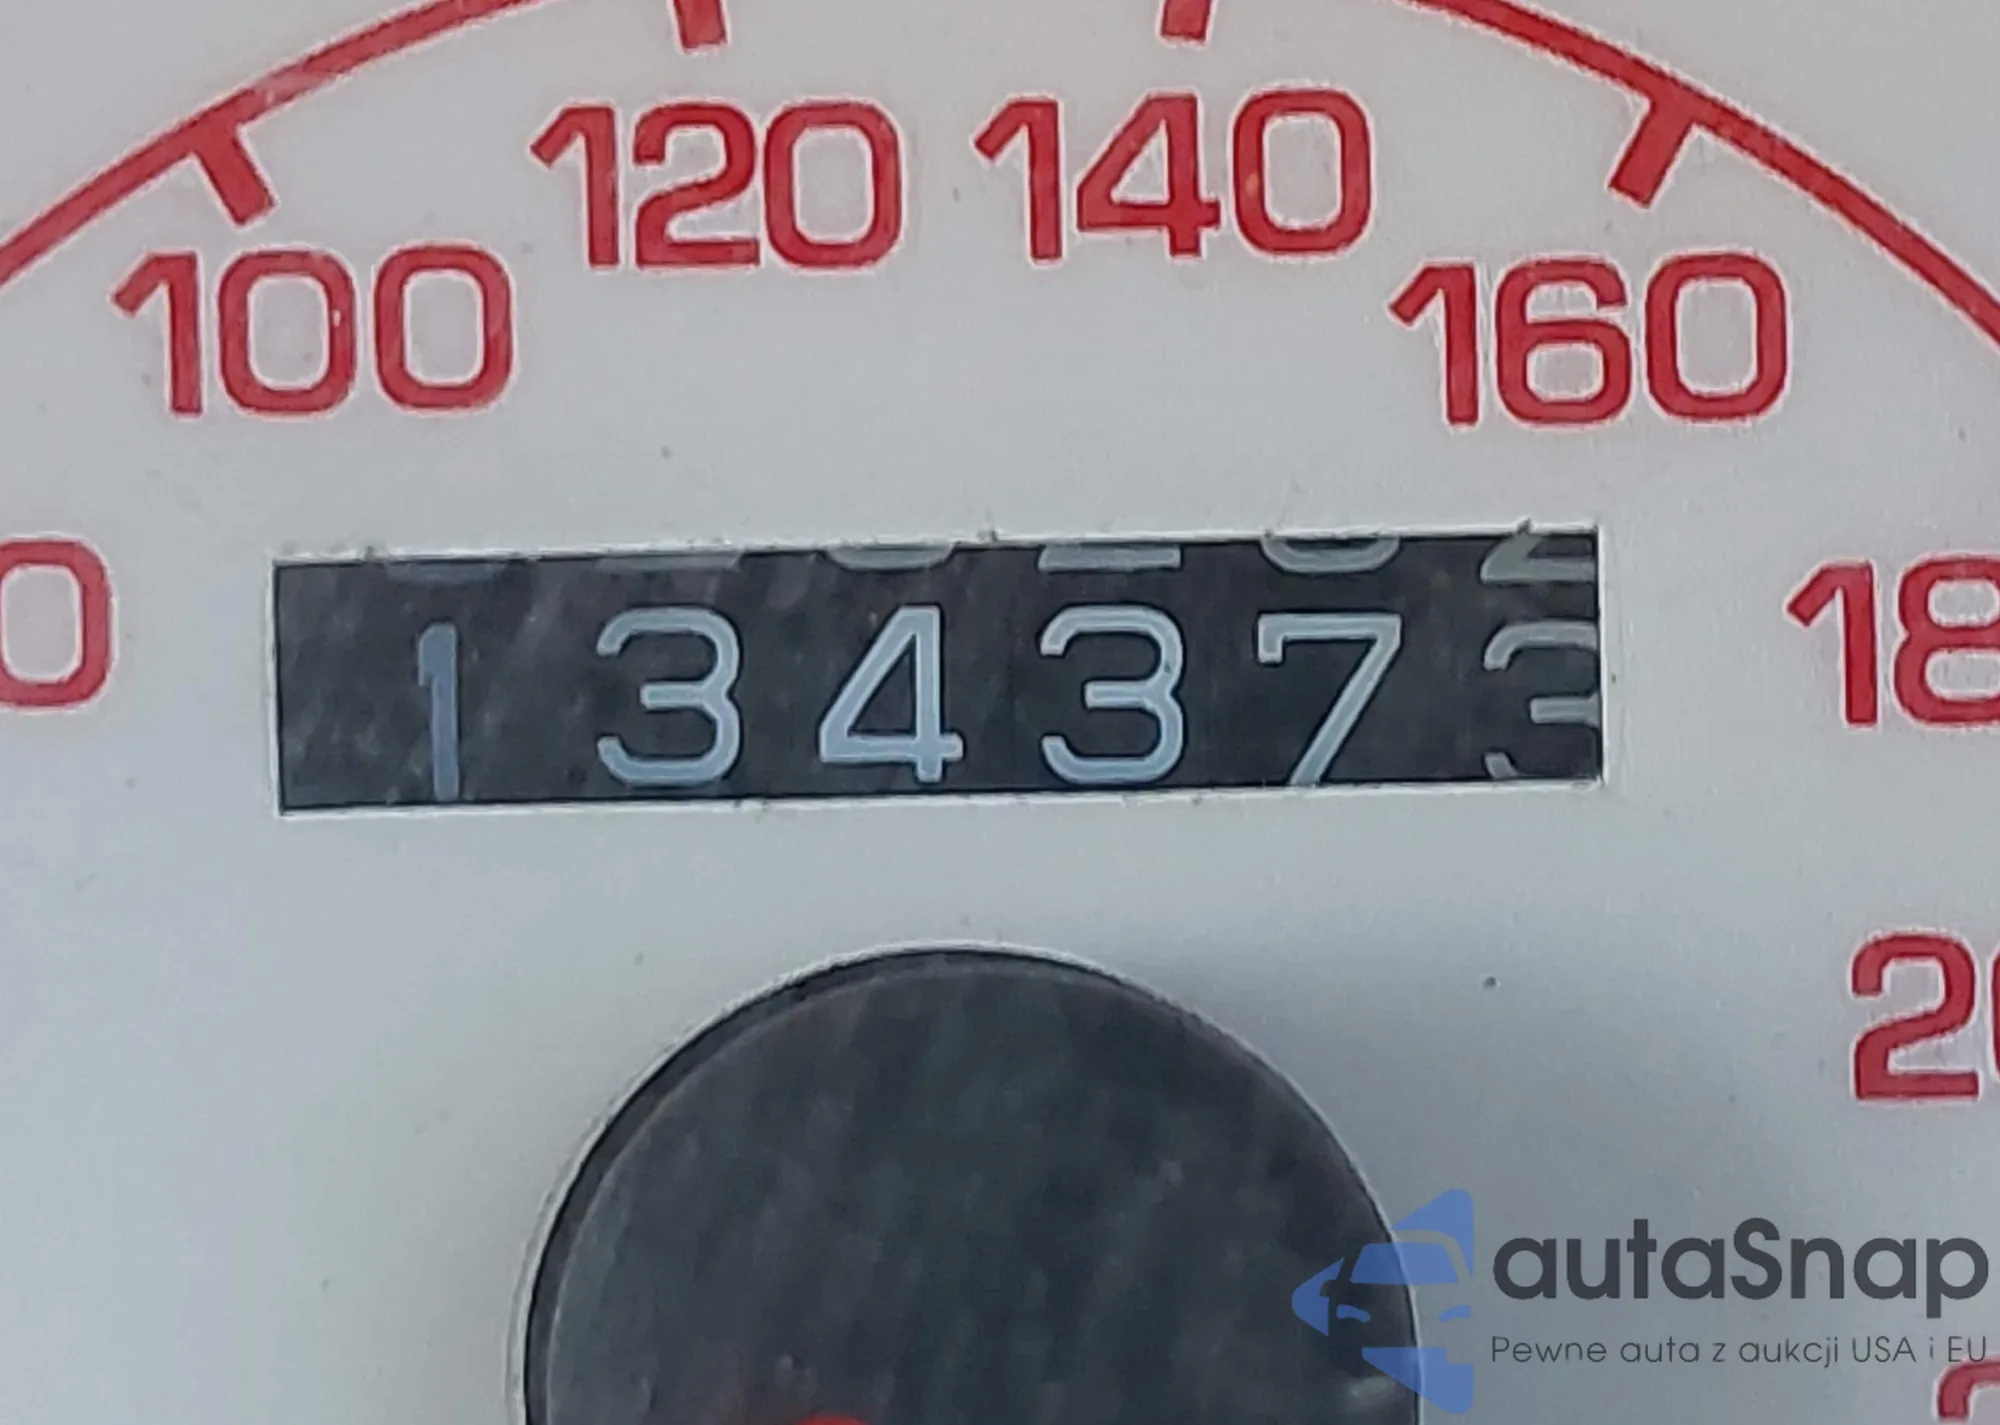 120 140
100 160
134373
autaSnap
Pewne auta z aukcji USA i EU